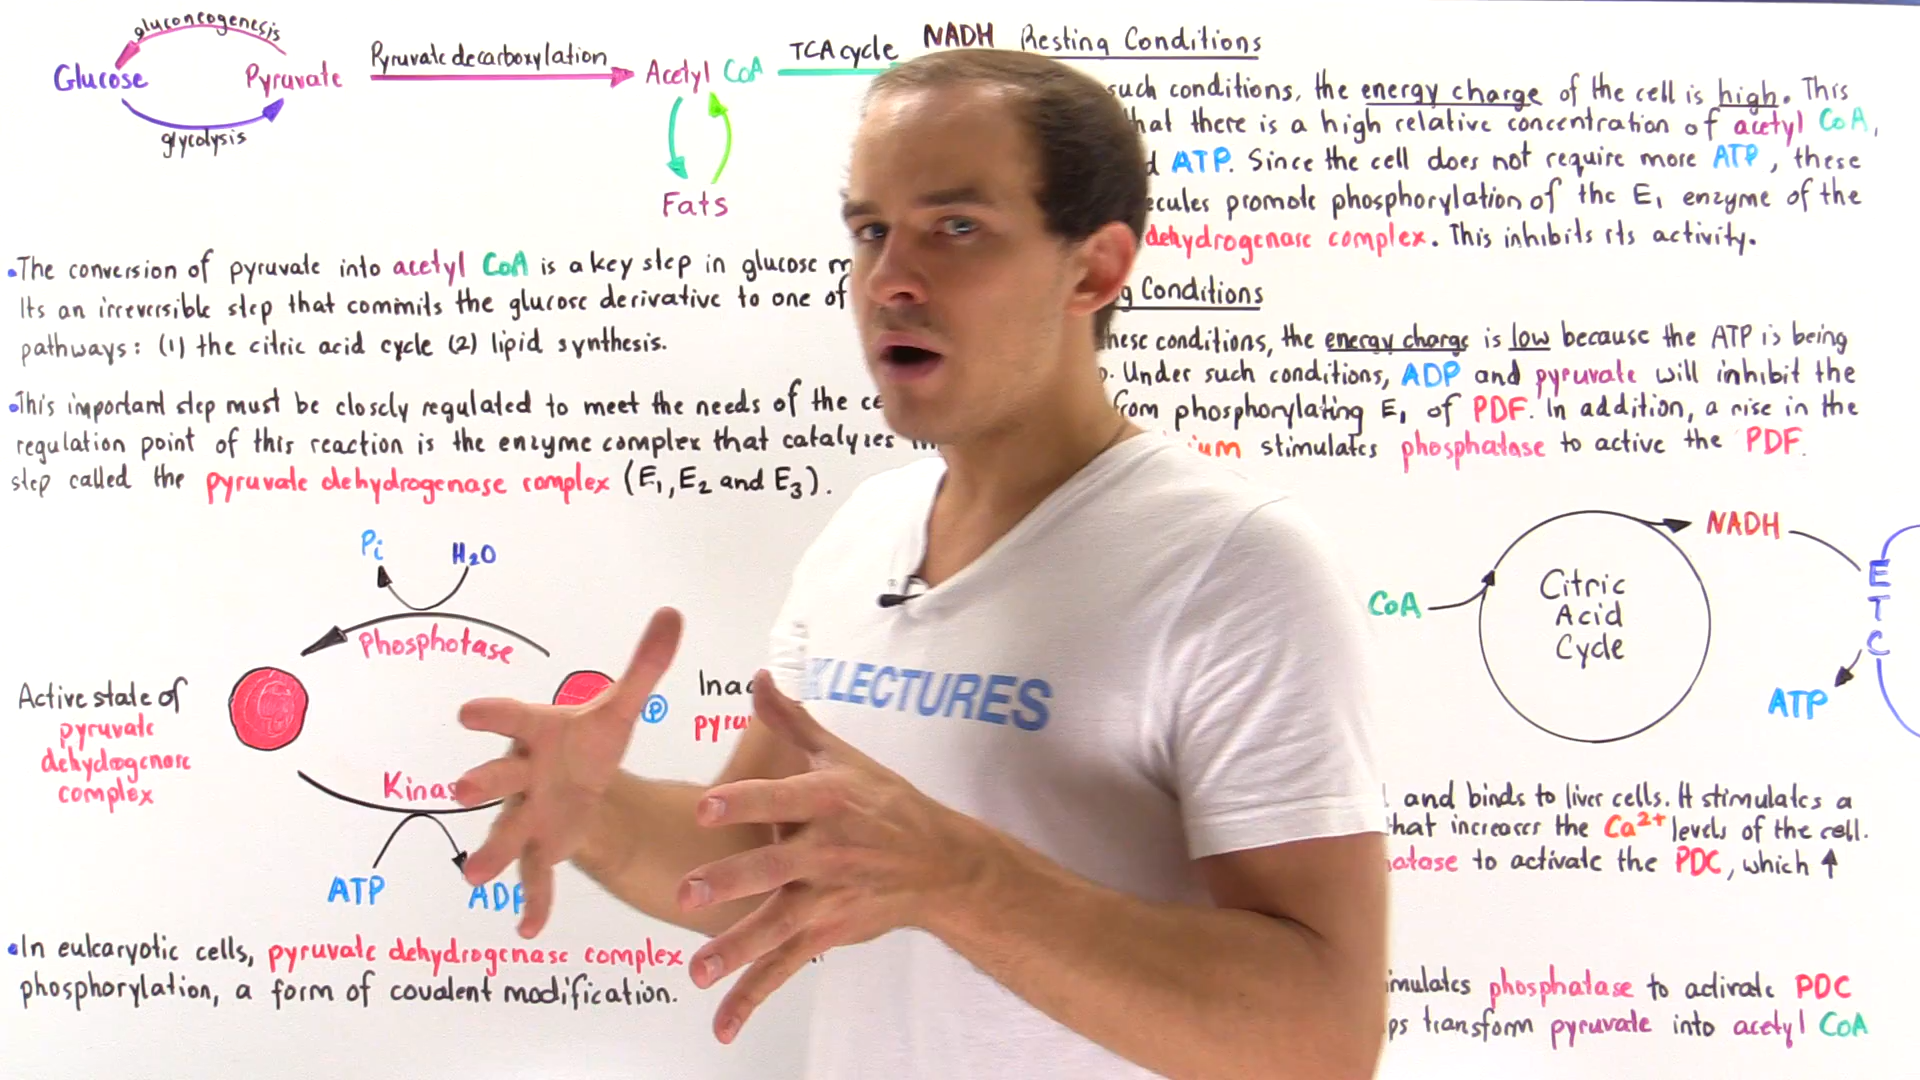 gluconeogenesis
Glucose
Pyruvate
glycolysis
Pyruvate decarboxylation
Acetyl CoA
TCA cycle
NADH
Fats
•The conversion of pyruvate into acetyl CoA is a key step in glucose
Its an irreversible step that commits the glucose derivative to one of
pathways: (1) the citric acid cycle (2) lipid synthesis.
•This important step must be closely regulated to meet the needs of the
regulation point of this reaction is the enzyme complex that catalyzes
step called the pyruvate dehydrogenase complex (E1, E2 and E3).
Pi
H2O
Phosphotase
Active state of
pyruvate
dehydrogenase
complex
P
Kinas
ATP
ADP
•In eulcaryotic cells, pyruvate dehydrogenase complex
phosphorylation, a form of covalent modification.
LECTURES
Resting Conditions
such conditions, the energy charge of the cell is high. This
that there is a high relative concentration of acetyl CoA,
ATP. Since the cell does not require more ATP, these
promote phosphorylation of the E1 enzyme of the
dehydrogenase complex. This inhibits its activity.
Conditions
these conditions, the energy charge is low because the ATP is being
Under such conditions, ADP and pyruvate will inhibit the
from phosphorylating E1 of PDF. In addition, a rise in the
stimulates phosphatase to active the PDF.
CoA
Citric
Acid
Cycle
NADH
ETC
ATP
and binds to liver cells. It stimulates a
that increases the Ca2+ levels of the cell.
to activate the PDC, which ↑
phosphatase to activate PDC
transform pyruvate into acetyl CoA